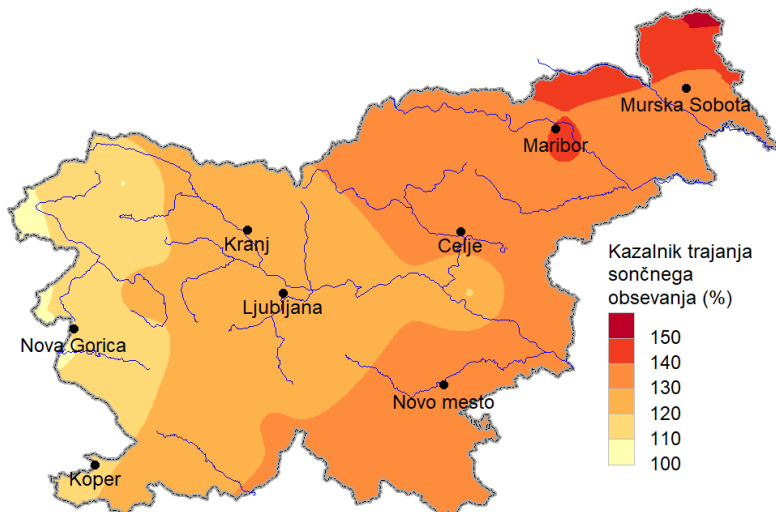 Murska Sobota
Maribor
Kranj
Celje
Ljubljana
Nova Gorica
Novo mesto
Koper
Kazalnik trajanja
sončnega
obsevanja (%)
150
140
130
120
110
100